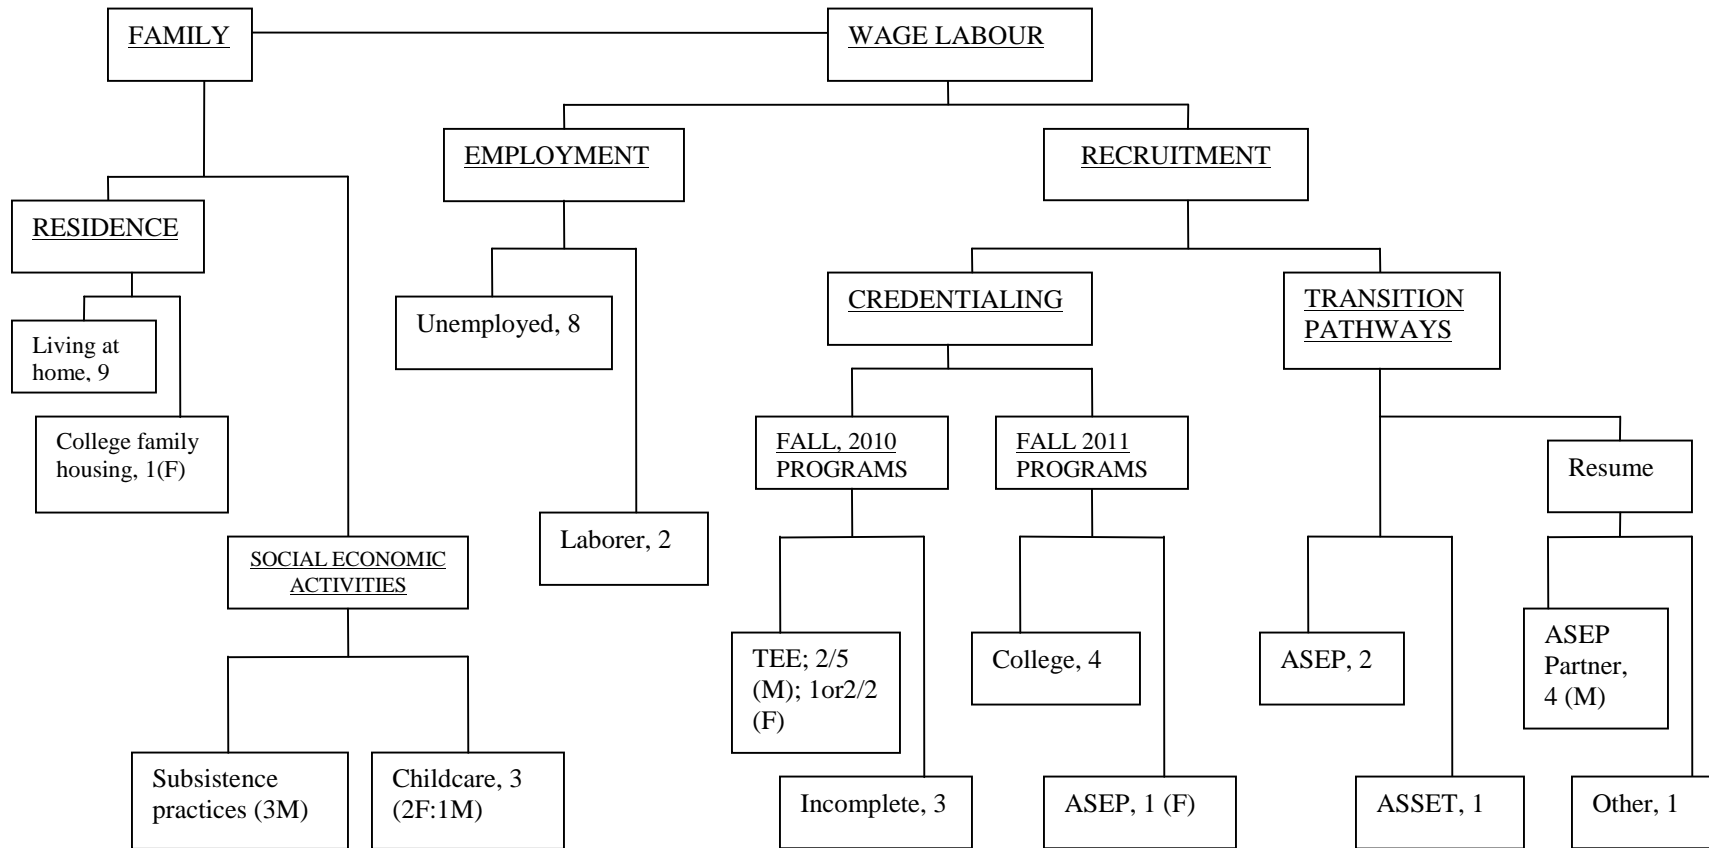 FAMILY
WAGE LABOUR
EMPLOYMENT
RECRUITMENT
RESIDENCE
CREDENTIALING
TRANSITION
PATHWAYS
Living at
home, 9
Unemployed, 8
College family
housing, 1(F)
FALL, 2010
PROGRAMS
FALL 2011
PROGRAMS
Resume
SOCIAL ECONOMIC
ACTIVITIES
Laborer, 2
TEE; 2/5
(M); 1or2/2
(F)
College, 4
ASEP, 2
ASEP
Partner,
4 (M)
Subsistence
practices (3M)
Childcare, 3
(2F:1M)
Incomplete, 3
ASEP, 1 (F)
ASSET, 1
Other, 1